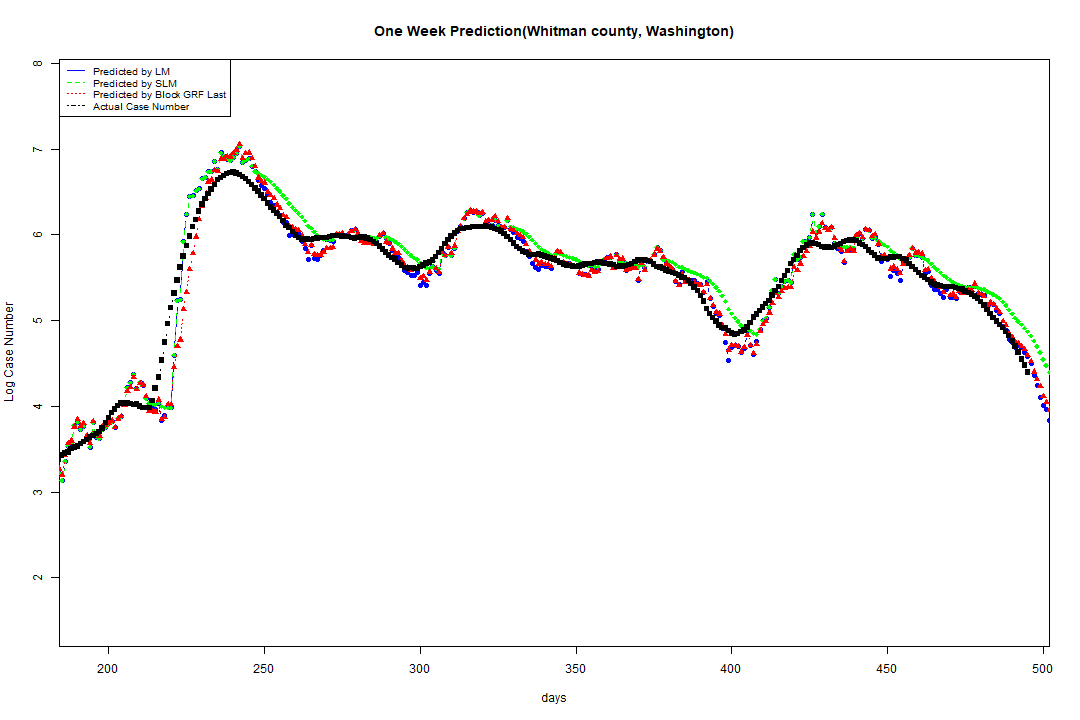 One Week Prediction(Whitman county, Washington)
Predicted by LM
Predicted by SLM
Predicted by Block GRF Last
Actual Case Number
8
7
6
5
4
3
2
Log Case Number
200 250 300 350 400 450 500
days